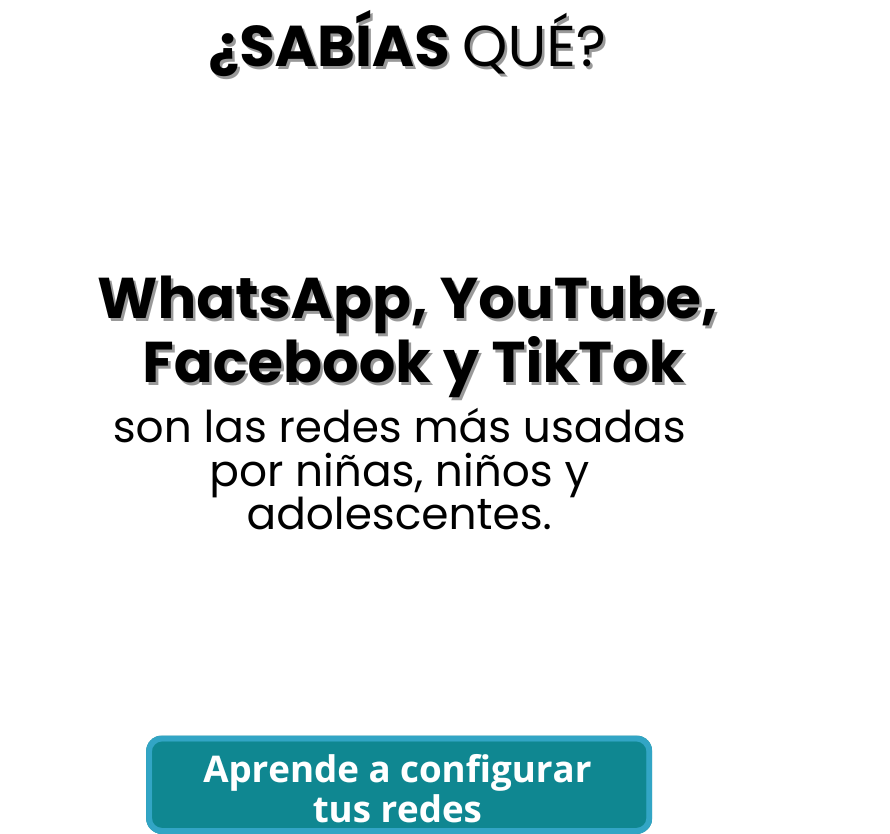 ¿SABÍAS QUÉ?
WhatsApp, YouTube,
Facebook y TikTok
son las redes más usadas
por niñas, niños y
adolescentes.
Aprende a configurar
tus redes